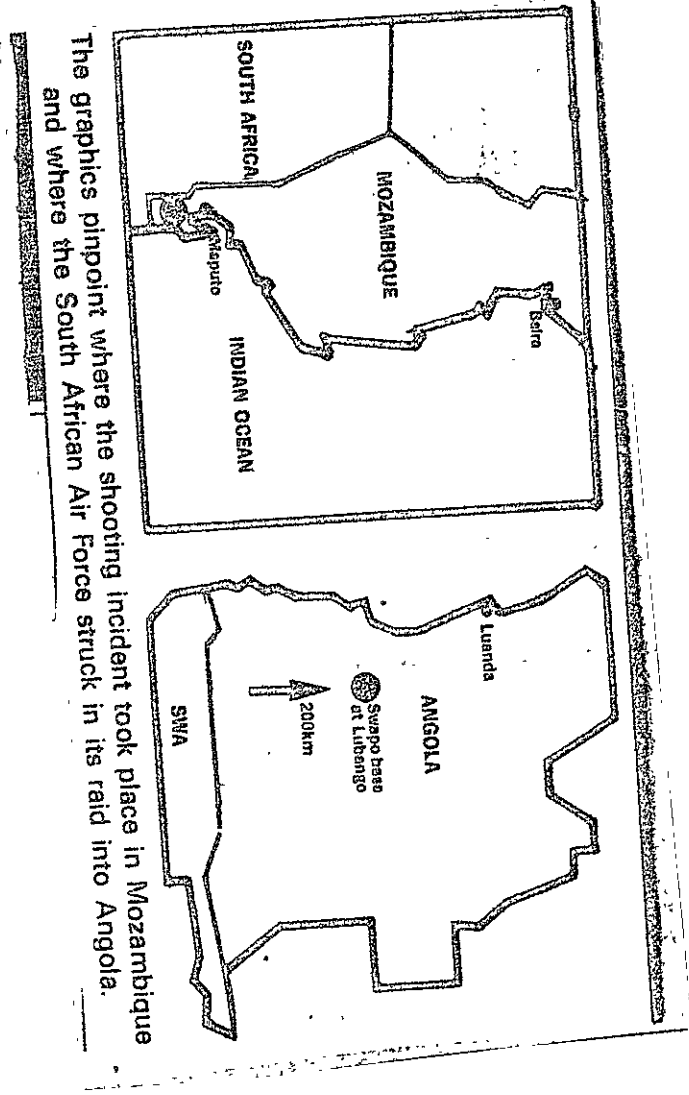 SOUTH AFRICA
MOZAMBIQUE
Beira
Maputo
INDIAN OCEAN
Luanda
ANGOLA
Swapo base
at Lubango
200km
SWA
The graphics pinpoint where the shooting incident took place in Mozambique
and where the South African Air Force struck in its raid into Angola.